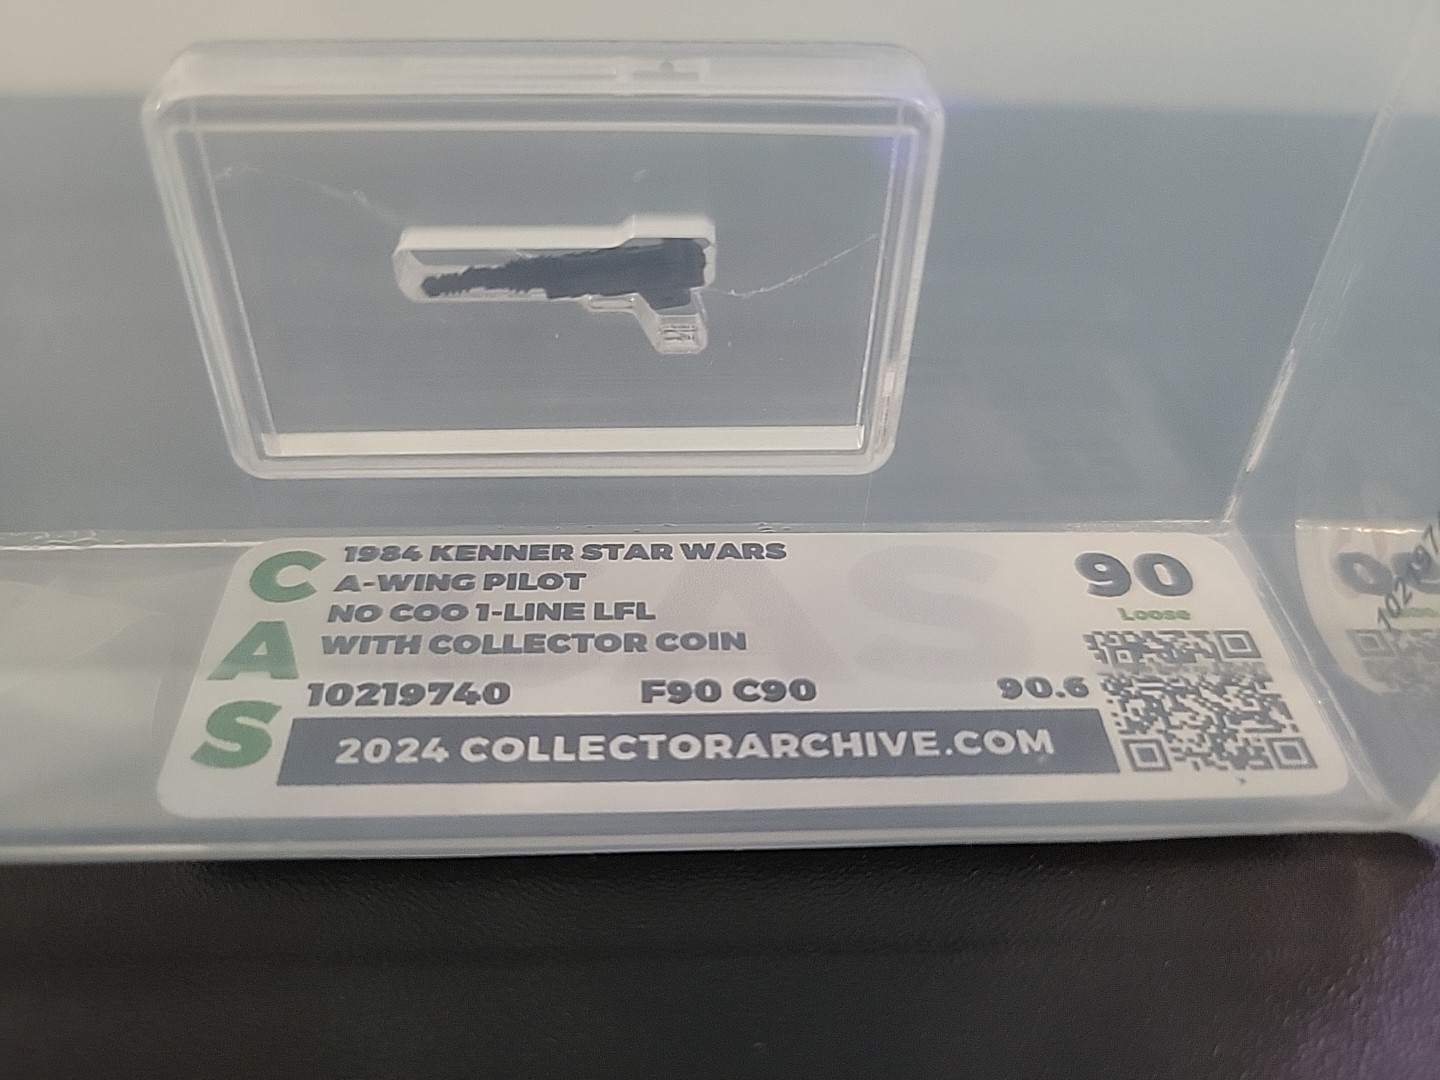 CAS
1984 KENNER STAR WARS
A-WING PILOT
NO COO 1-LINE LFL
WITH COLLECTOR COIN
10219740 F90 C90 90.6
90
Loose
2024 COLLECTORARCHIVE.COM